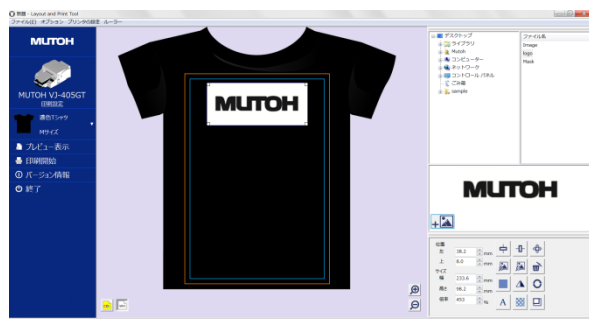 無題 - Layout and Print Tool
ファイル(E) オプション プリンタの設定 ルーラー
MUTOH
MUTOH VJ-405GT
印刷設定
濃色Tシャツ
Mサイズ
プレビュー表示
印刷開始
バージョン情報
終了
MUTOH
デスクトップ
ライブラリ
Mutoh
コンピューター
ネットワーク
コントロール パネル
ごみ箱
sample
ファイル名
Image
logo
Mask
MUTOH
位置
左 38.2 mm
上 8.0 mm
サイズ
幅 233.6 mm
長さ 98.2 mm
倍率 453 %
A